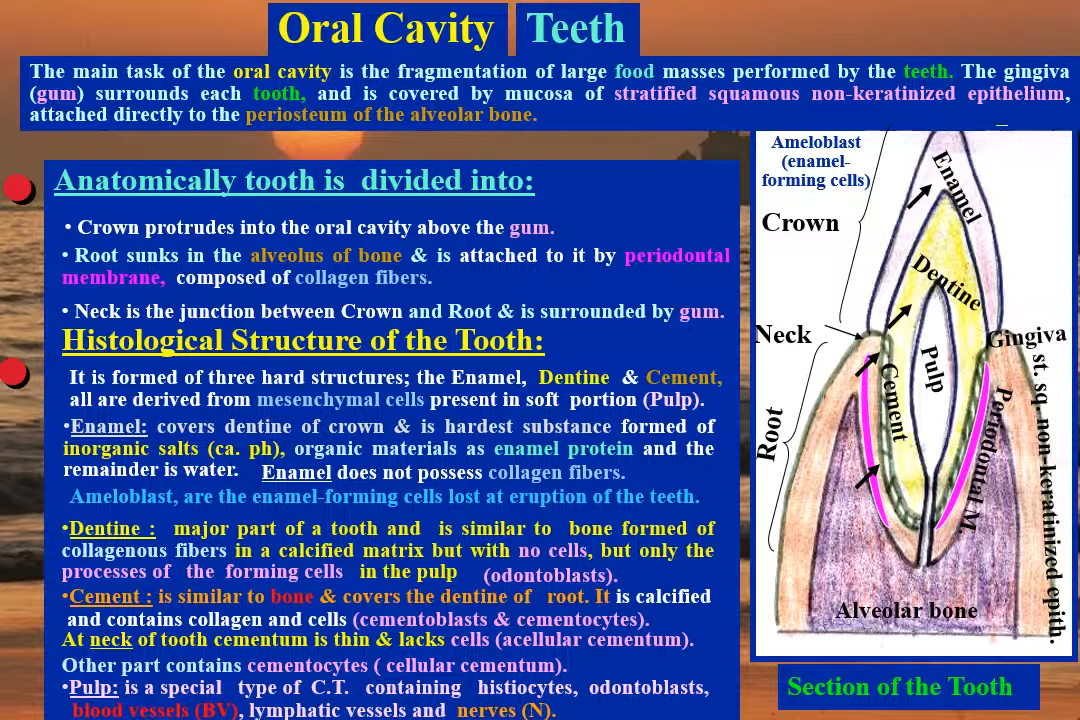 Oral Cavity Teeth
The main task of the oral cavity is the fragmentation of large food masses performed by the teeth. The gingiva
(gum) surrounds each tooth, and is covered by mucosa of stratified squamous non-keratinized epithelium,
attached directly to the periosteum of the alveolar bone.
Anatomically tooth is divided into:
• Crown protrudes into the oral cavity above the gum.
• Root sunks in the alveolus of bone & is attached to it by periodontal
membrane, composed of collagen fibers.
• Neck is the junction between Crown and Root & is surrounded by gum.
Histological Structure of the Tooth:
It is formed of three hard structures; the Enamel, Dentine & Cement,
all are derived from mesenchymal cells present in soft portion (Pulp).
•Enamel: covers dentine of crown & is hardest substance formed of
inorganic salts (ca. ph), organic materials as enamel protein and the
remainder is water. Enamel does not possess collagen fibers.
Ameloblast, are the enamel-forming cells lost at eruption of the teeth.
•Dentine : major part of a tooth and is similar to bone formed of
collagenous fibers in a calcified matrix but with no cells, but only the
processes of the forming cells in the pulp (odontoblasts).
•Cement : is similar to bone & covers the dentine of root. It is calcified
and contains collagen and cells (cementoblasts & cementocytes).
At neck of tooth cementum is thin & lacks cells (acellular cementum).
Other part contains cementocytes ( cellular cementum).
•Pulp: is a special type of C.T. containing histiocytes, odontoblasts,
blood vessels (BV), lymphatic vessels and nerves (N).
Ameloblast
(enamel-
forming cells)
Enamel
Crown
Dentine
Neck
Gingiva
Pulp
Cement
Root
Periodontal M.
st. sq. non-keratinized epith.
Alveolar bone
Section of the Tooth